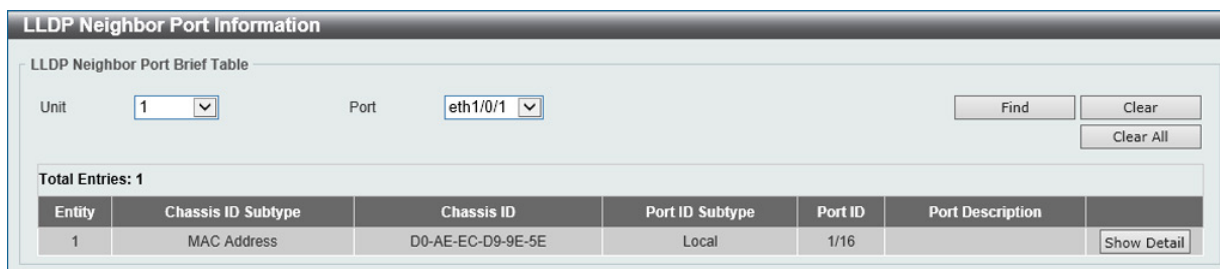 LLDP Neighbor Port Information
LLDP Neighbor Port Brief Table
Unit 1 Port eth1/0/1 Find Clear
Clear All
Total Entries: 1
Entity Chassis ID Subtype Chassis ID Port ID Subtype Port ID Port Description
1 MAC Address D0-AE-EC-D9-9E-5E Local 1/16 Show Detail